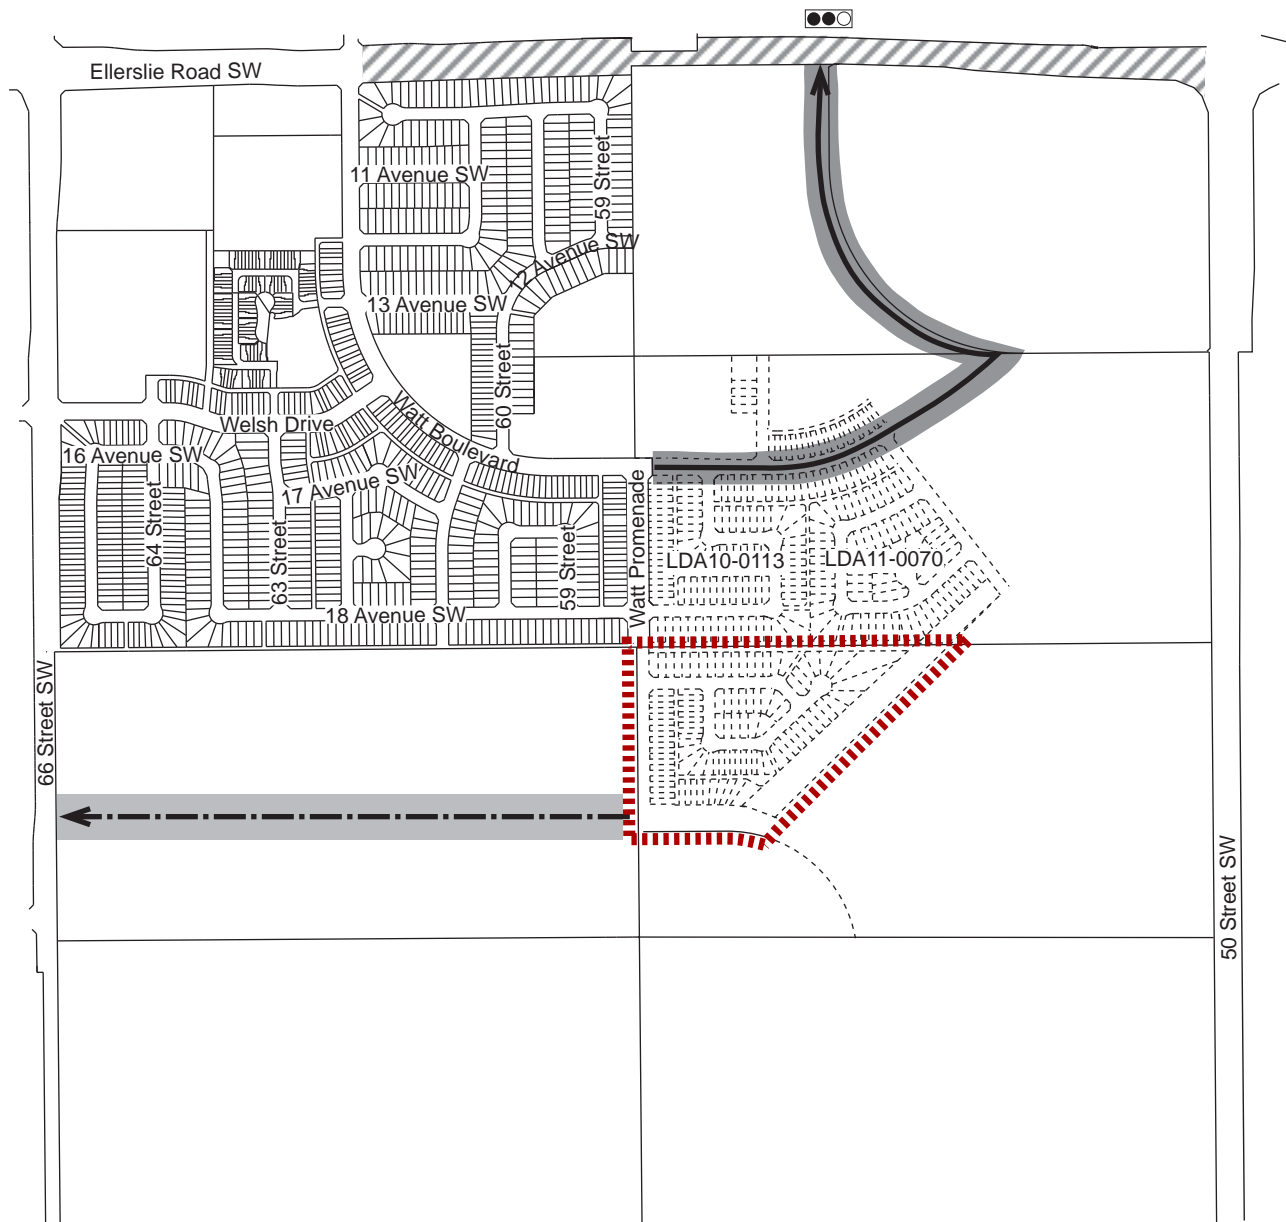 Ellerslie Road SW
11 Avenue SW
59 Street
12 Avenue SW
13 Avenue SW
60 Street
Watt Boulevard
Welsh Drive
16 Avenue SW
17 Avenue SW
64 Street
63 Street
59 Street
Watt Promenade
LDA10-0113
LDA11-0070
18 Avenue SW
66 Street SW
50 Street SW